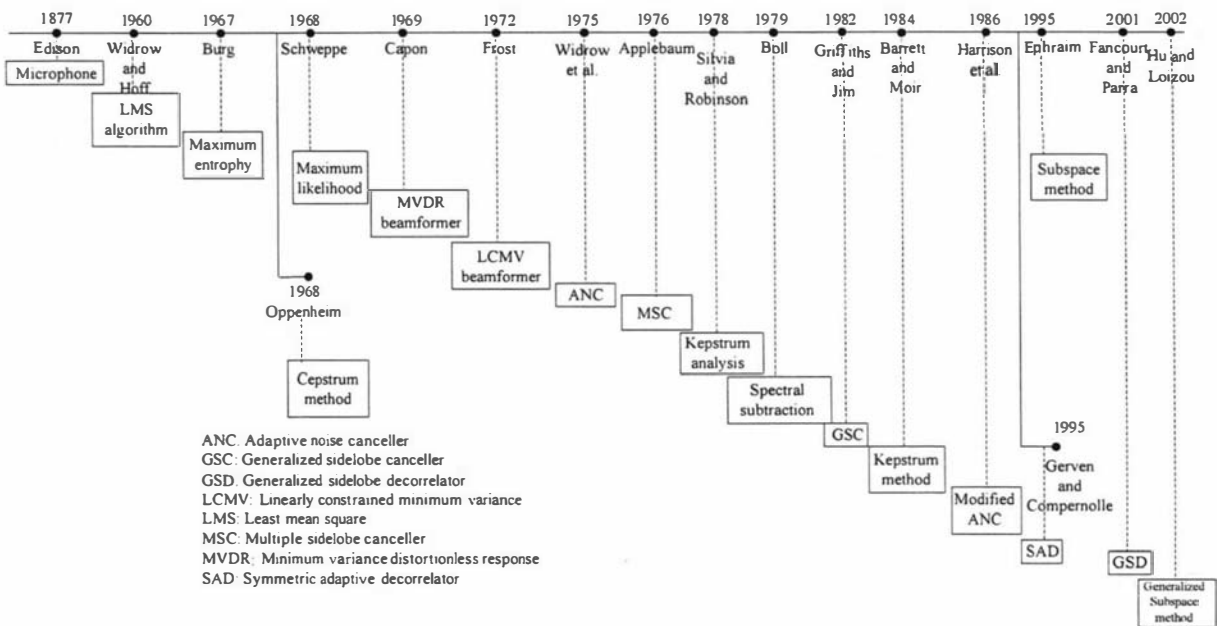 1877 1960 1967 1968 1969 1972 1975 1976 1978 1979 1982 1984 1986 1995 2001 2002
Edison
Microphone
Widrow
and
Hoff
LMS
algorithm
Burg
Maximum
entrophy
Schweppe
Maximum
likelihood
1968
Oppenheim
Cepstrum
method
Capon
MVDR
beamformer
Frost
LCMV
beamformer
Widrow
et al.
ANC
Applebaum
MSC
Silvia
and
Robinson
Kepstrum
analysis
Boll
Spectral
subtraction
Griffiths
and
Jim
GSC
Barrett
and
Moir
Kepstrum
method
Harrison
et al
Modified
ANC
Ephraim
Subspace
method
1995
Gerven
and
Compernolle
SAD
Fancourt
and
Parra
GSD
Hu and
Loizou
Generalized
Subspace
method
ANC. Adaptive noise canceller
GSC: Generalized sidelobe canceller
GSD. Generalized sidelobe decorrelator
LCMV: Linearly constrained minimum variance
LMS: Least mean square
MSC: Multiple sidelobe canceller
MVDR; Minimum variance distortionless response
SAD: Symmetric adaptive decorrelator